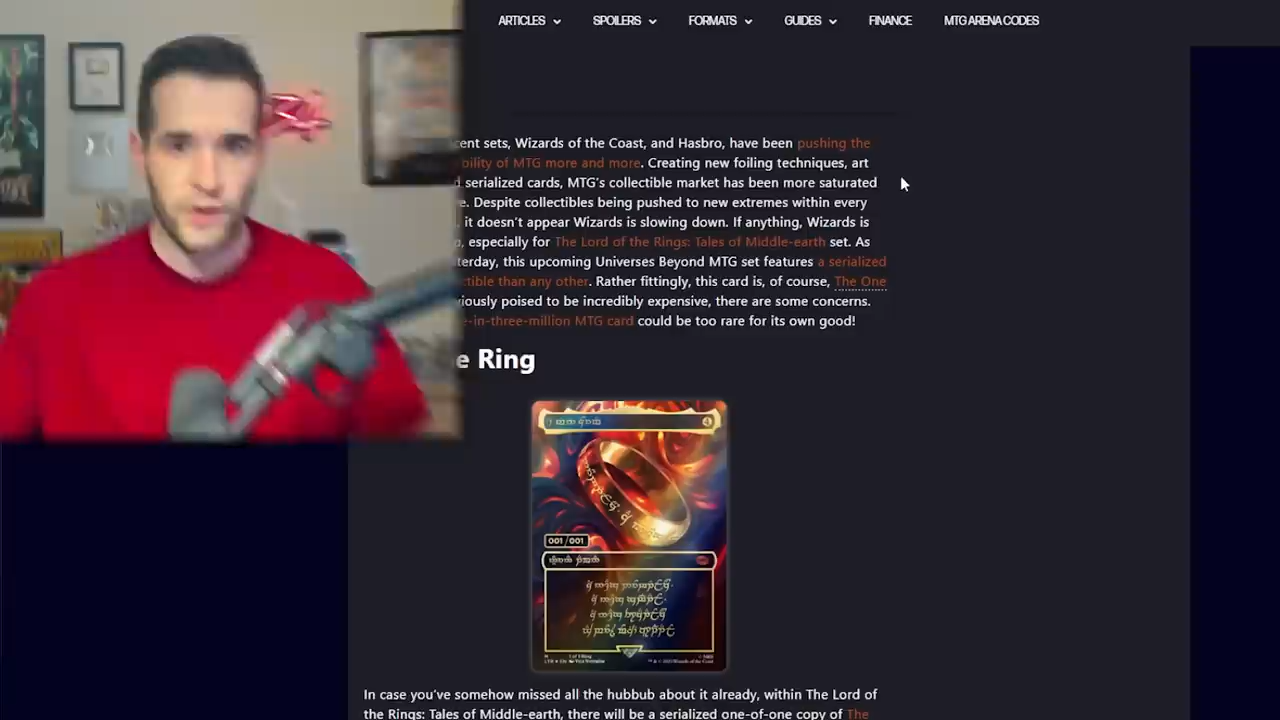 ARTICLES SPOILERS FORMATS GUIDES FINANCE MTG ARENA CODES
cent sets, Wizards of the Coast, and Hasbro, have been pushing the
bility of MTG more and more. Creating new foiling techniques, art
d serialized cards, MTG's collectible market has been more saturated
e. Despite collectibles being pushed to new extremes within every
, it doesn't appear Wizards is slowing down. If anything, Wizards is
, especially for The Lord of the Rings: Tales of Middle-earth set. As
terday, this upcoming Universes Beyond MTG set features a serialized
ctible than any other. Rather fittingly, this card is, of course, The One
viously poised to be incredibly expensive, there are some concerns.
e-in-three-million MTG card could be too rare for its own good!
e Ring
4
001/001
In case you've somehow missed all the hubbub about it already, within The Lord of
the Rings: Tales of Middle-earth, there will be a serialized one-of-one copy of The